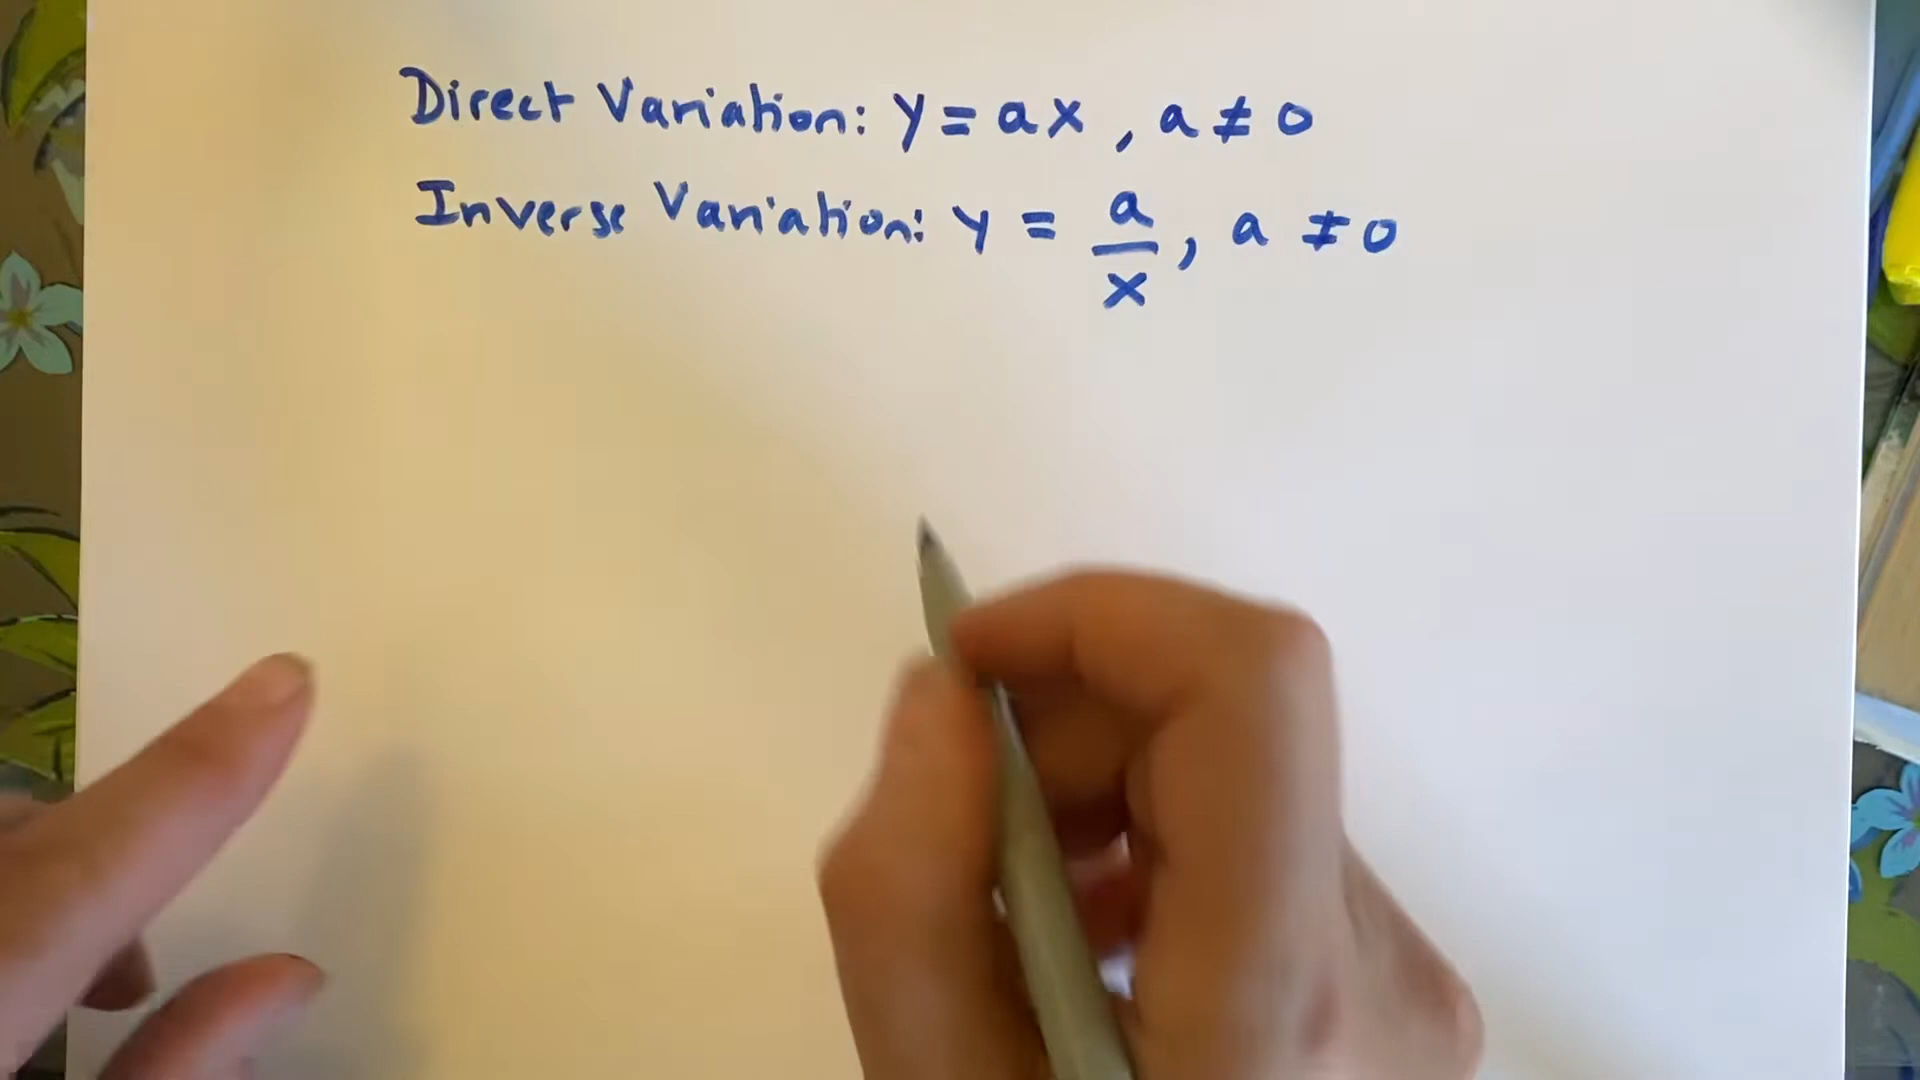 Direct Variation: y = ax , a ≠ 0
Inverse Variation: y = a/x, a ≠ 0